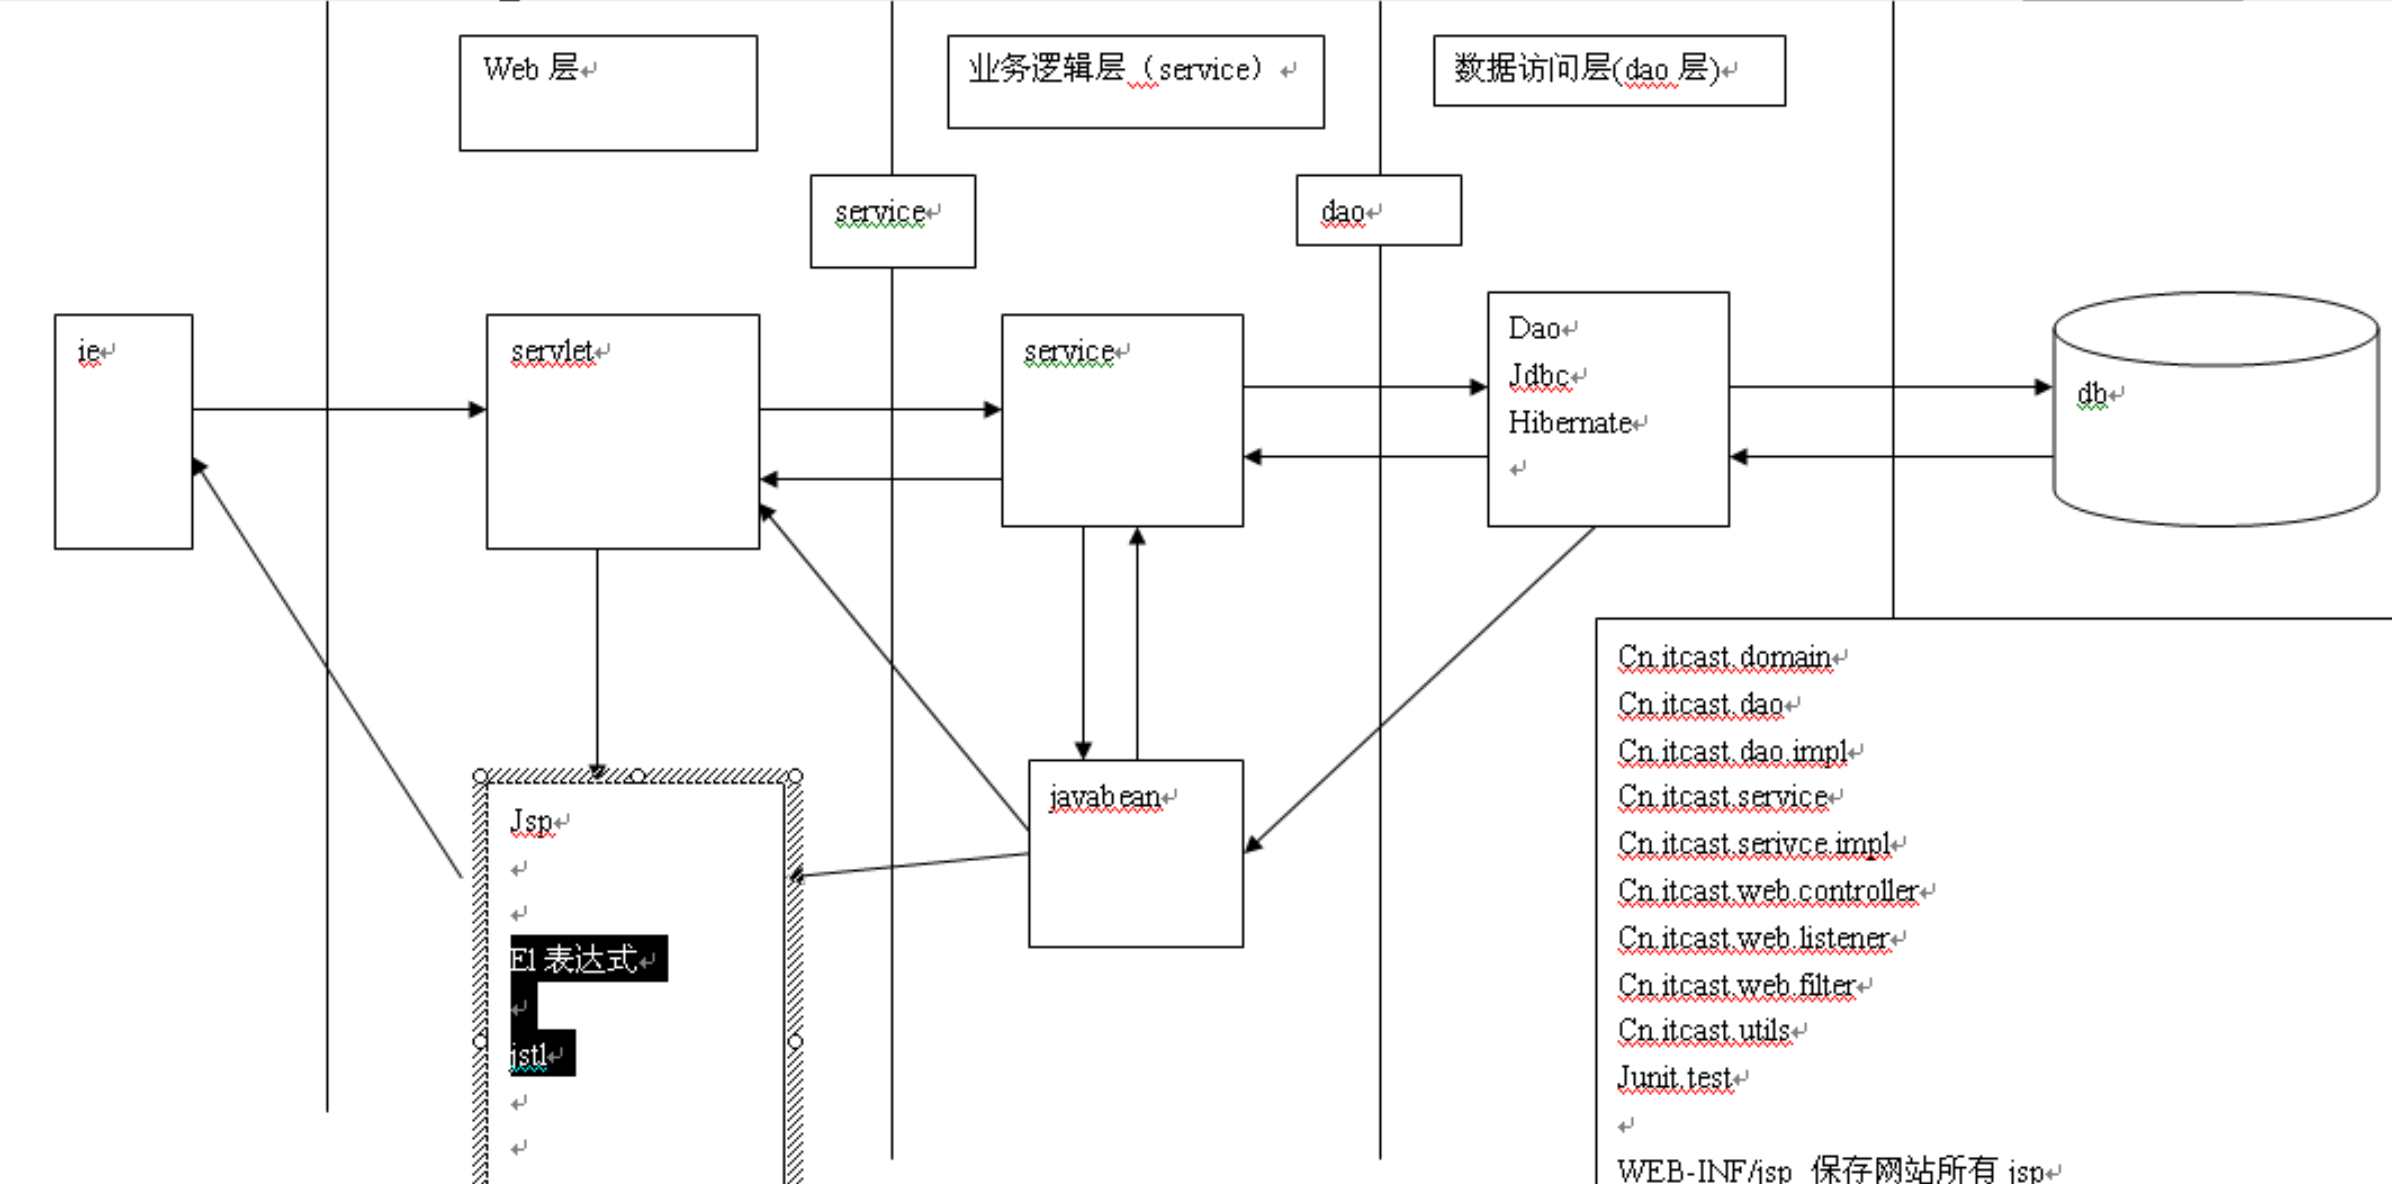 Web 层
业务逻辑层（service）
数据访问层(dao 层)
service
dao
ie
servlet
service
Dao
Jdbc
Hibernate
db
Jsp
El 表达式
jstl
javabean
Cn.itcast.domain
Cn.itcast.dao
Cn.itcast.dao.impl
Cn.itcast.service
Cn.itcast.serivce.impl
Cn.itcast.web.controller
Cn.itcast.web.listener
Cn.itcast.web.filter
Cn.itcast.utils
Junit.test
WEB-INF/jsp 保存网站所有 jsp